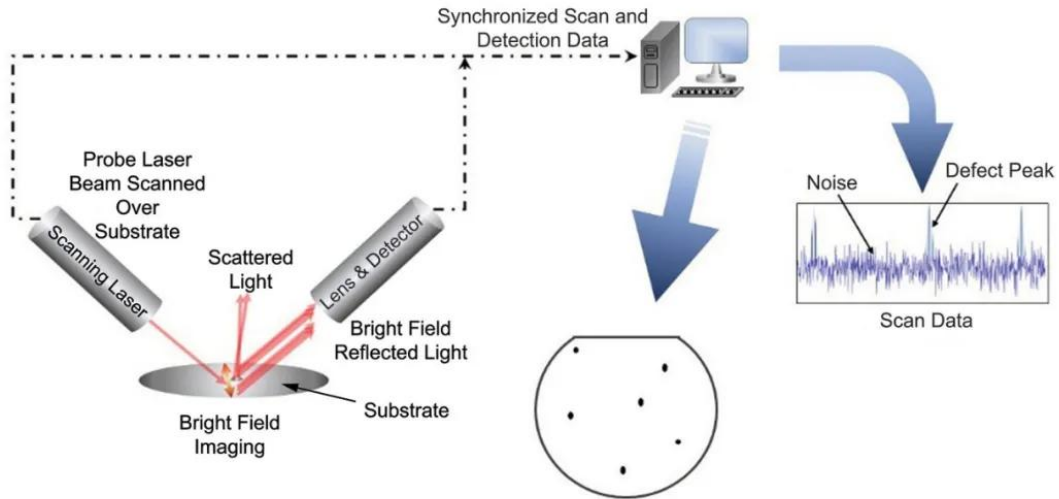 Synchronized Scan and
Detection Data
Probe Laser
Beam Scanned
Over
Substrate
Scanning Laser
Scattered
Light
Lens & Detector
Bright Field
Reflected Light
Substrate
Bright Field
Imaging
Noise
Defect Peak
Scan Data